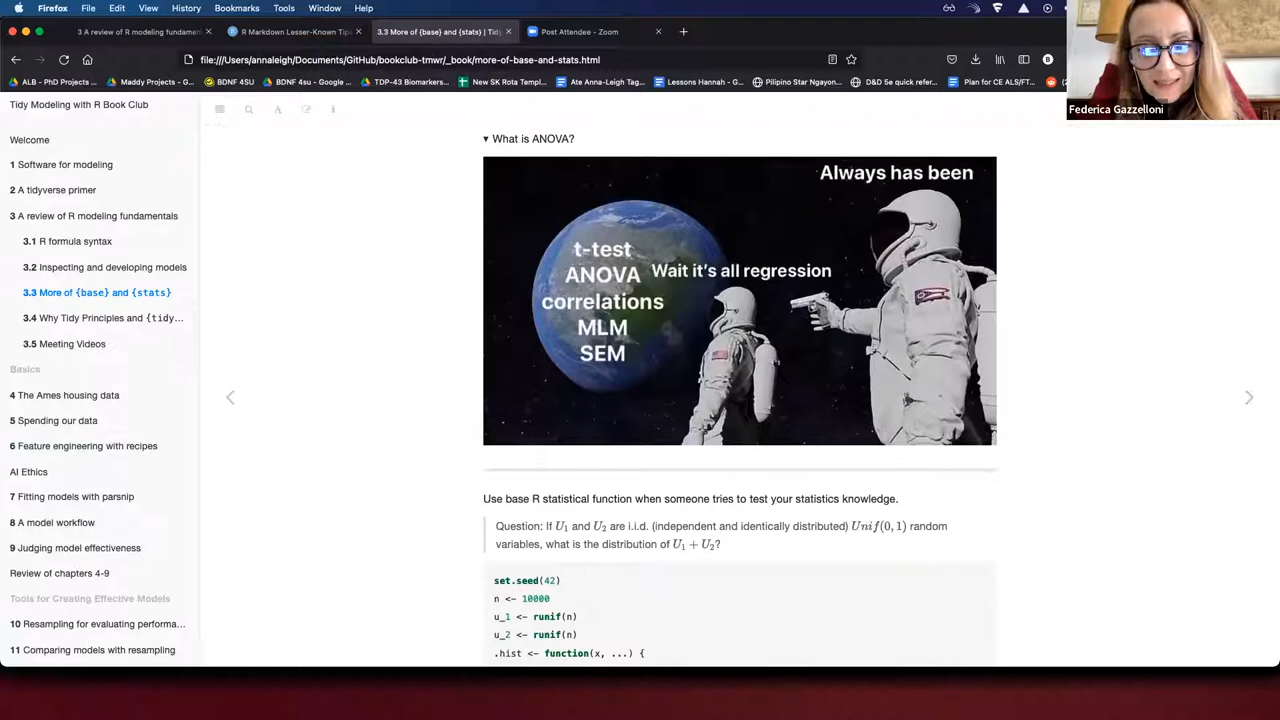 Firefox File Edit View History Bookmarks Tools Window Help
3 A review of R modeling fundamen
R Markdown Lesser-Known Tip
3.3 More of {base} and {stats} | Tid
Post Attendee - Zoom
file:///Users/annaleigh/Documents/GitHub/bookclub-tmwr/_book/more-of-base-and-stats.html
ALB - PhD Projects
Maddy Projects - Go...
BDNF 4SU
BDNF 4su - Google ...
TDP-43 Biomarkers...
New SK Rota Templ...
Ate Anna-Leigh Tag...
Lessons Hannah - G...
Pilipino Star Ngayon...
D&D 5e quick refer...
Plan for CE ALS/FT...
Federica Gazzelloni
Tidy Modeling with R Book Club
Welcome
1 Software for modeling
2 A tidyverse primer
3 A review of R modeling fundamentals
3.1 R formula syntax
3.2 Inspecting and developing models
3.3 More of {base} and {stats}
3.4 Why Tidy Principles and {tidy...
3.5 Meeting Videos
Basics
4 The Ames housing data
5 Spending our data
6 Feature engineering with recipes
AI Ethics
7 Fitting models with parsnip
8 A model workflow
9 Judging model effectiveness
Review of chapters 4-9
Tools for Creating Effective Models
10 Resampling for evaluating performa...
11 Comparing models with resampling
▾ What is ANOVA?
Always has been
t-test
ANOVA
correlations
MLM
SEM
Wait it's all regression
Use base R statistical function when someone tries to test your statistics knowledge.
Question: If U₁ and U₂ are i.i.d. (independent and identically distributed) Unif(0, 1) random
variables, what is the distribution of U₁ + U₂?
set.seed(42)
n <- 10000
u_1 <- runif(n)
u_2 <- runif(n)
.hist <- function(x, ...) {